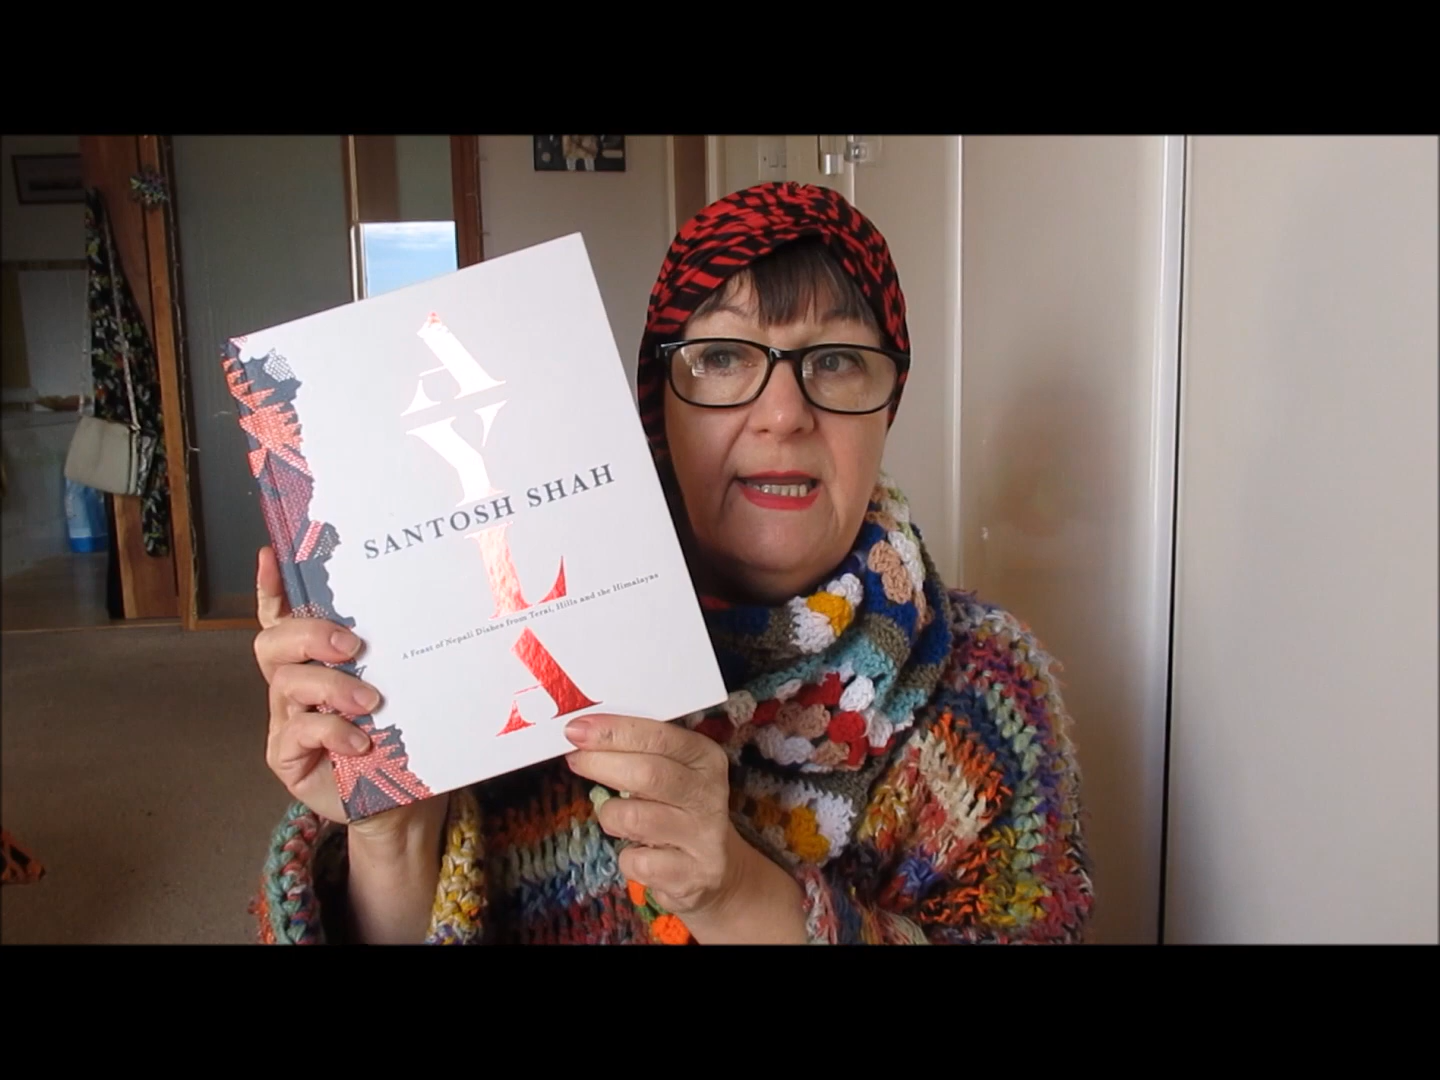 AYLA
SANTOSH SHAH
A Feast of Nepali Dishes from Terai, Hills and the Himalayas